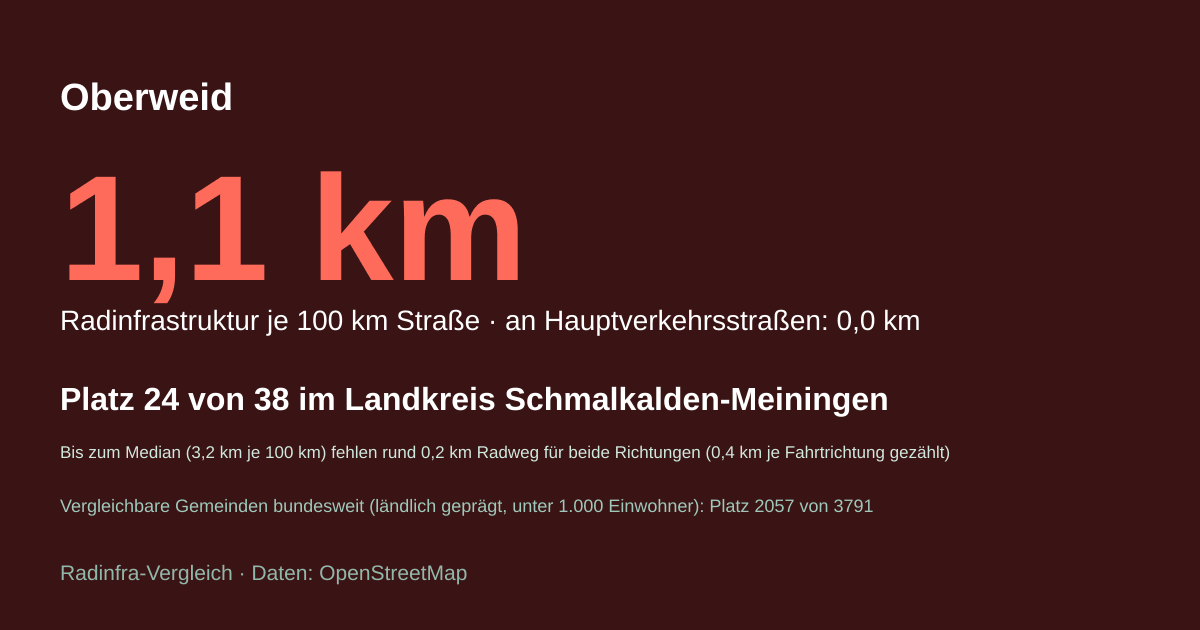 Oberweid
1,1 km
Radinfrastruktur je 100 km Straße · an Hauptverkehrsstraßen: 0,0 km
Platz 24 von 38 im Landkreis Schmalkalden-Meiningen
Bis zum Median (3,2 km je 100 km) fehlen rund 0,2 km Radweg für beide Richtungen (0,4 km je Fahrtrichtung gezählt)
Vergleichbare Gemeinden bundesweit (ländlich geprägt, unter 1.000 Einwohner): Platz 2057 von 3791
Radinfra-Vergleich · Daten: OpenStreetMap